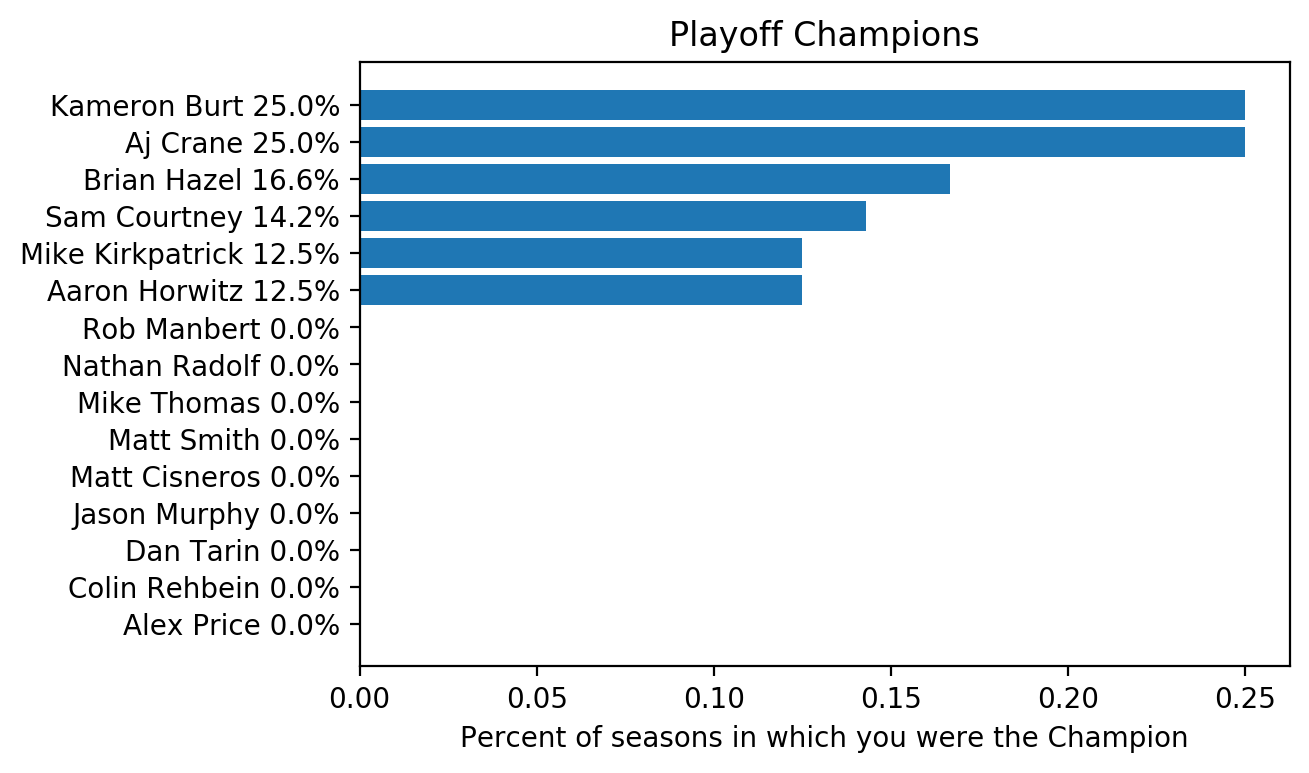 Playoff Champions
Kameron Burt 25.0%
Aj Crane 25.0%
Brian Hazel 16.6%
Sam Courtney 14.2%
Mike Kirkpatrick 12.5%
Aaron Horwitz 12.5%
Rob Manbert 0.0%
Nathan Radolf 0.0%
Mike Thomas 0.0%
Matt Smith 0.0%
Matt Cisneros 0.0%
Jason Murphy 0.0%
Dan Tarin 0.0%
Colin Rehbein 0.0%
Alex Price 0.0%
0.00 0.05 0.10 0.15 0.20 0.25
Percent of seasons in which you were the Champion